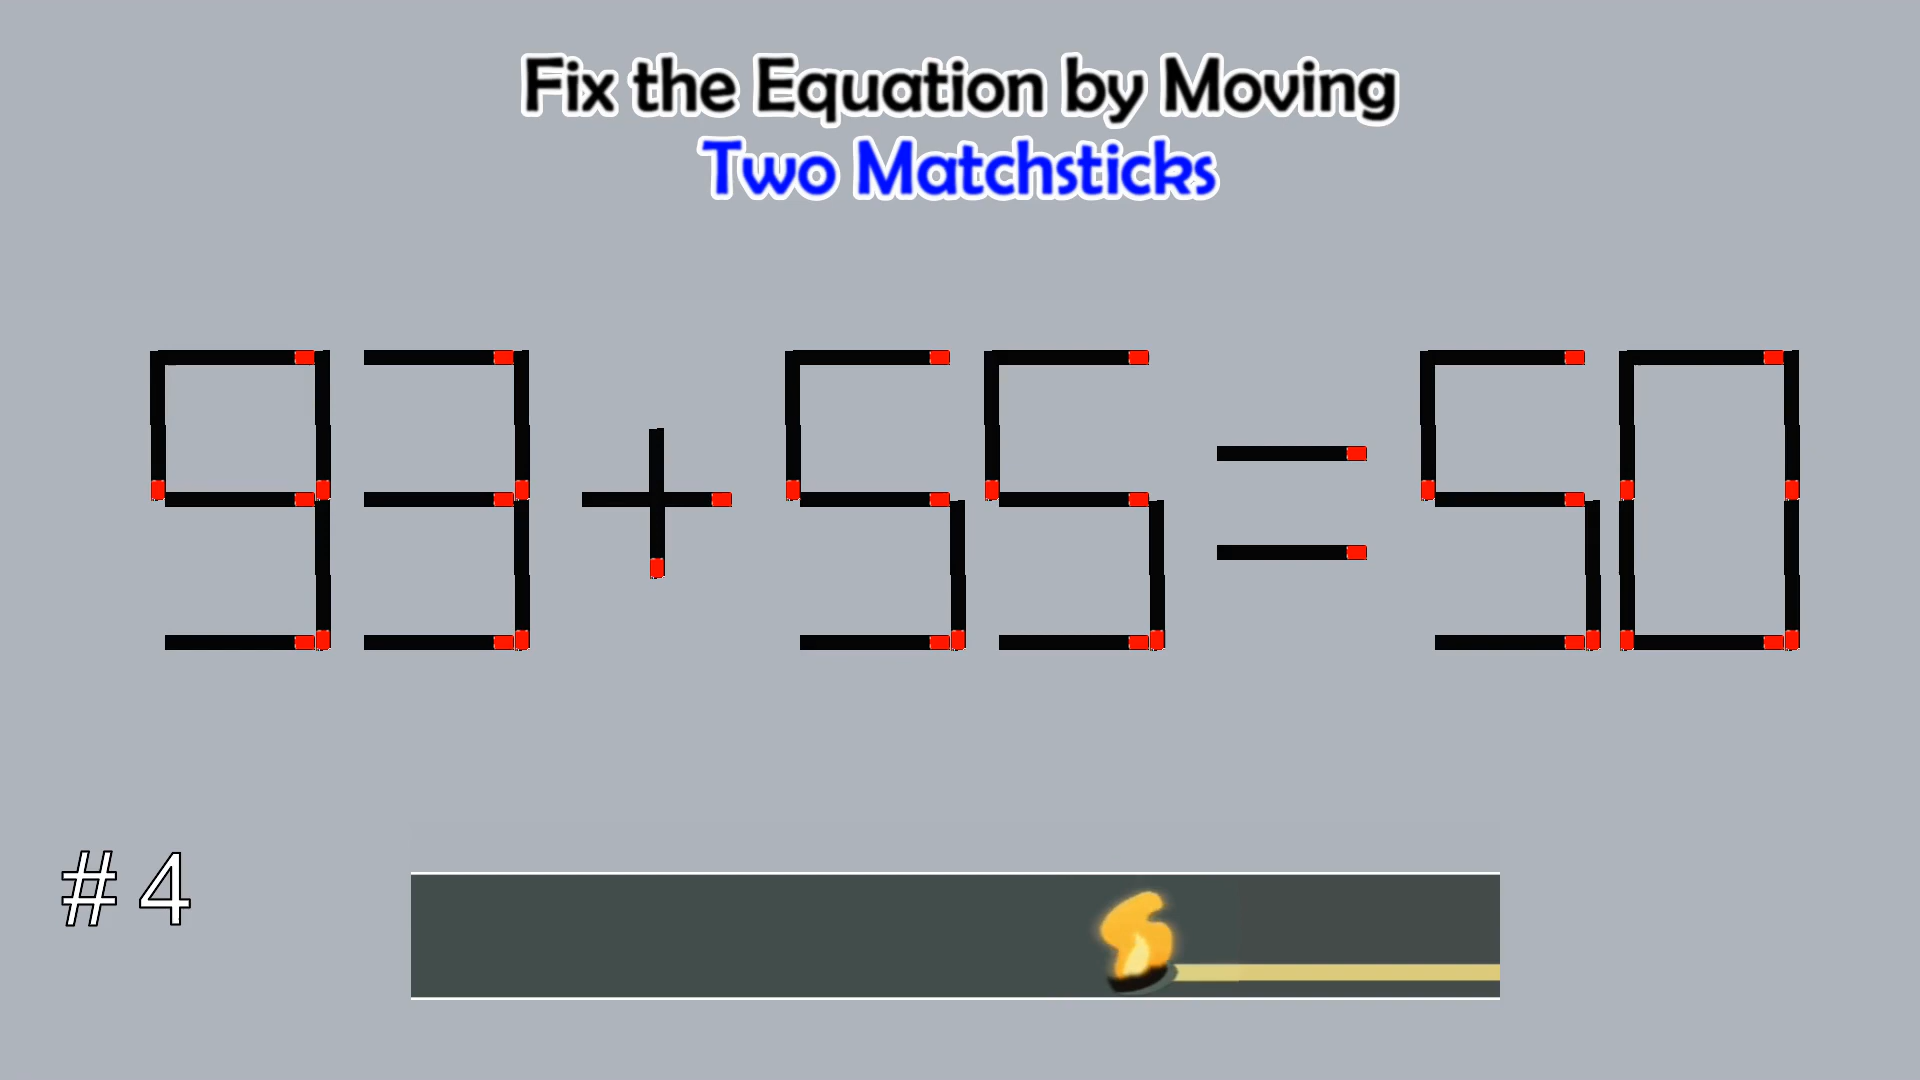 Fix the Equation by Moving
Two Matchsticks
93+55=50
#4